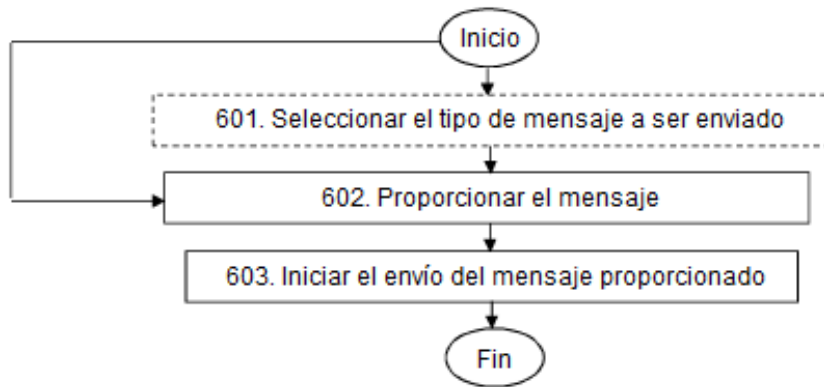 Inicio
601. Seleccionar el tipo de mensaje a ser enviado
602. Proporcionar el mensaje
603. Iniciar el envío del mensaje proporcionado
Fin